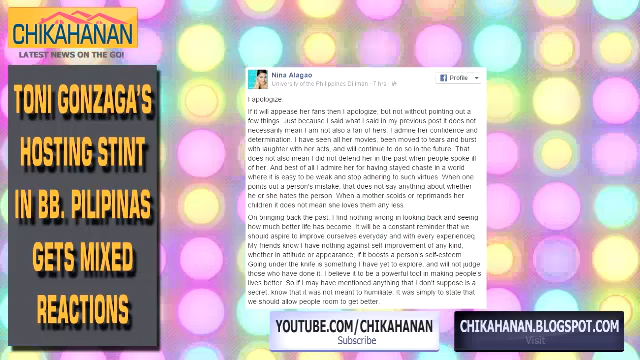 CHIKAHANAN
LATEST NEWS ON THE GO!
TONI GONZAGA'S
HOSTING STINT
IN BB. PILIPINAS
GETS MIXED
REACTIONS
Nina Alagao
University of the Philippines Diliman · 7 hrs ·
Profile
I apologize.
If it will appease her fans then I apologize, but not without pointing out a
few things. Just because I said what I said in my previous post it does not
necessarily mean I am not also a fan of hers. I admire her confidence and
determination. I have seen all her movies, been moved to tears and burst
with laughter with her acts, and will continue to do so in the future. That
does not also mean I did not defend her in the past when people spoke ill
of her. And best of all I admire her for having stayed chaste in a world
where it is easy to be weak and stop adhering to such virtues. When one
points out a person's mistake, that does not say anything about whether
he or she hates the person. When a mother scolds or reprimands her
children it does not mean she loves them any less.
On bringing back the past, I find nothing wrong in looking back and seeing
how much better life has become. It will be a constant reminder that we
should aspire to improve ourselves everyday and with every experienced.
My friends know I have nothing against self improvement of any kind,
whether in attitude or appearance, if it boosts a person's self-esteem.
Going under the knife is something I have yet to explore, and will not judge
those who have done it. I believe it to be a powerful tool in making people's
lives better. So if I may have mentioned anything that I don't suppose is a
secret, know that it was not meant to humiliate. It was simply to state that
we should allow people room to get better.
YOUTUBE.COM/CHIKAHANAN
Subscribe
CHIKAHANAN.BLOGSPOT.COM
Visit